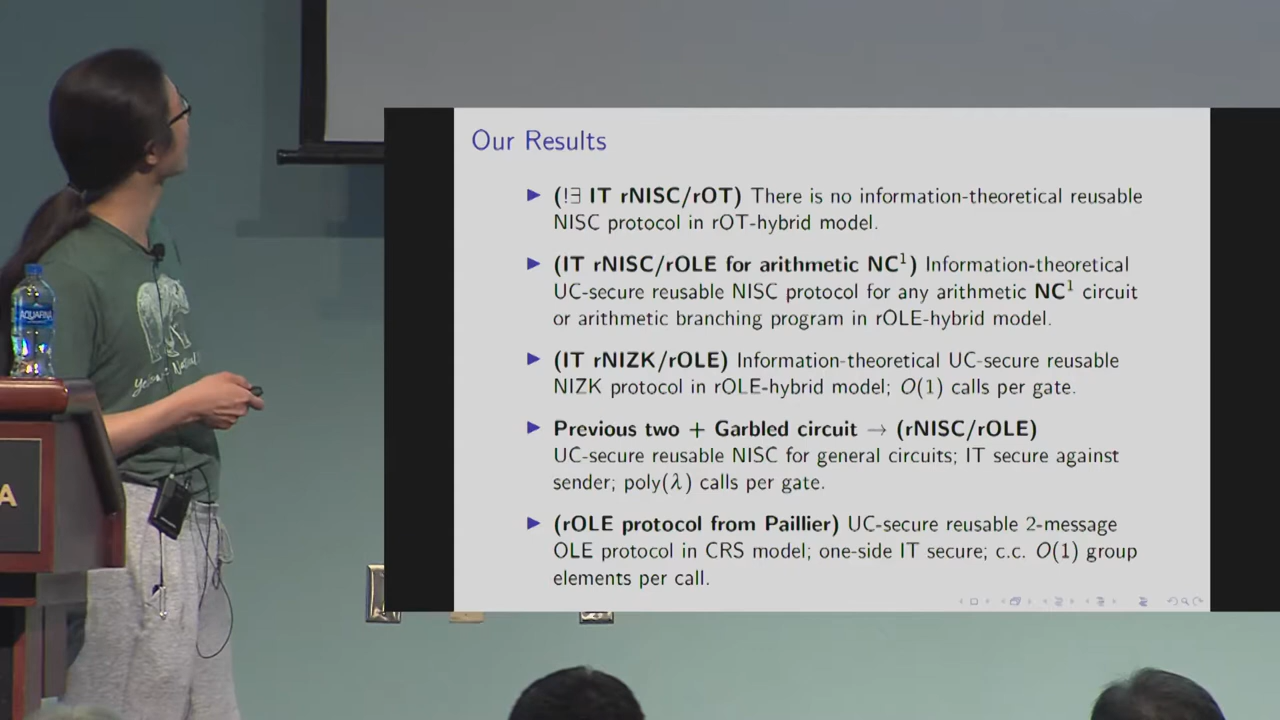 Our Results
(!∃ IT rNISC/rOT) There is no information-theoretical reusable
NISC protocol in rOT-hybrid model.
(IT rNISC/rOLE for arithmetic NC¹) Information-theoretical
UC-secure reusable NISC protocol for any arithmetic NC¹ circuit
or arithmetic branching program in rOLE-hybrid model.
(IT rNIZK/rOLE) Information-theoretical UC-secure reusable
NIZK protocol in rOLE-hybrid model; O(1) calls per gate.
Previous two + Garbled circuit → (rNISC/rOLE)
UC-secure reusable NISC for general circuits; IT secure against
sender; poly(λ) calls per gate.
(rOLE protocol from Paillier) UC-secure reusable 2-message
OLE protocol in CRS model; one-side IT secure; c.c. O(1) group
elements per call.
AQUAFINA
A